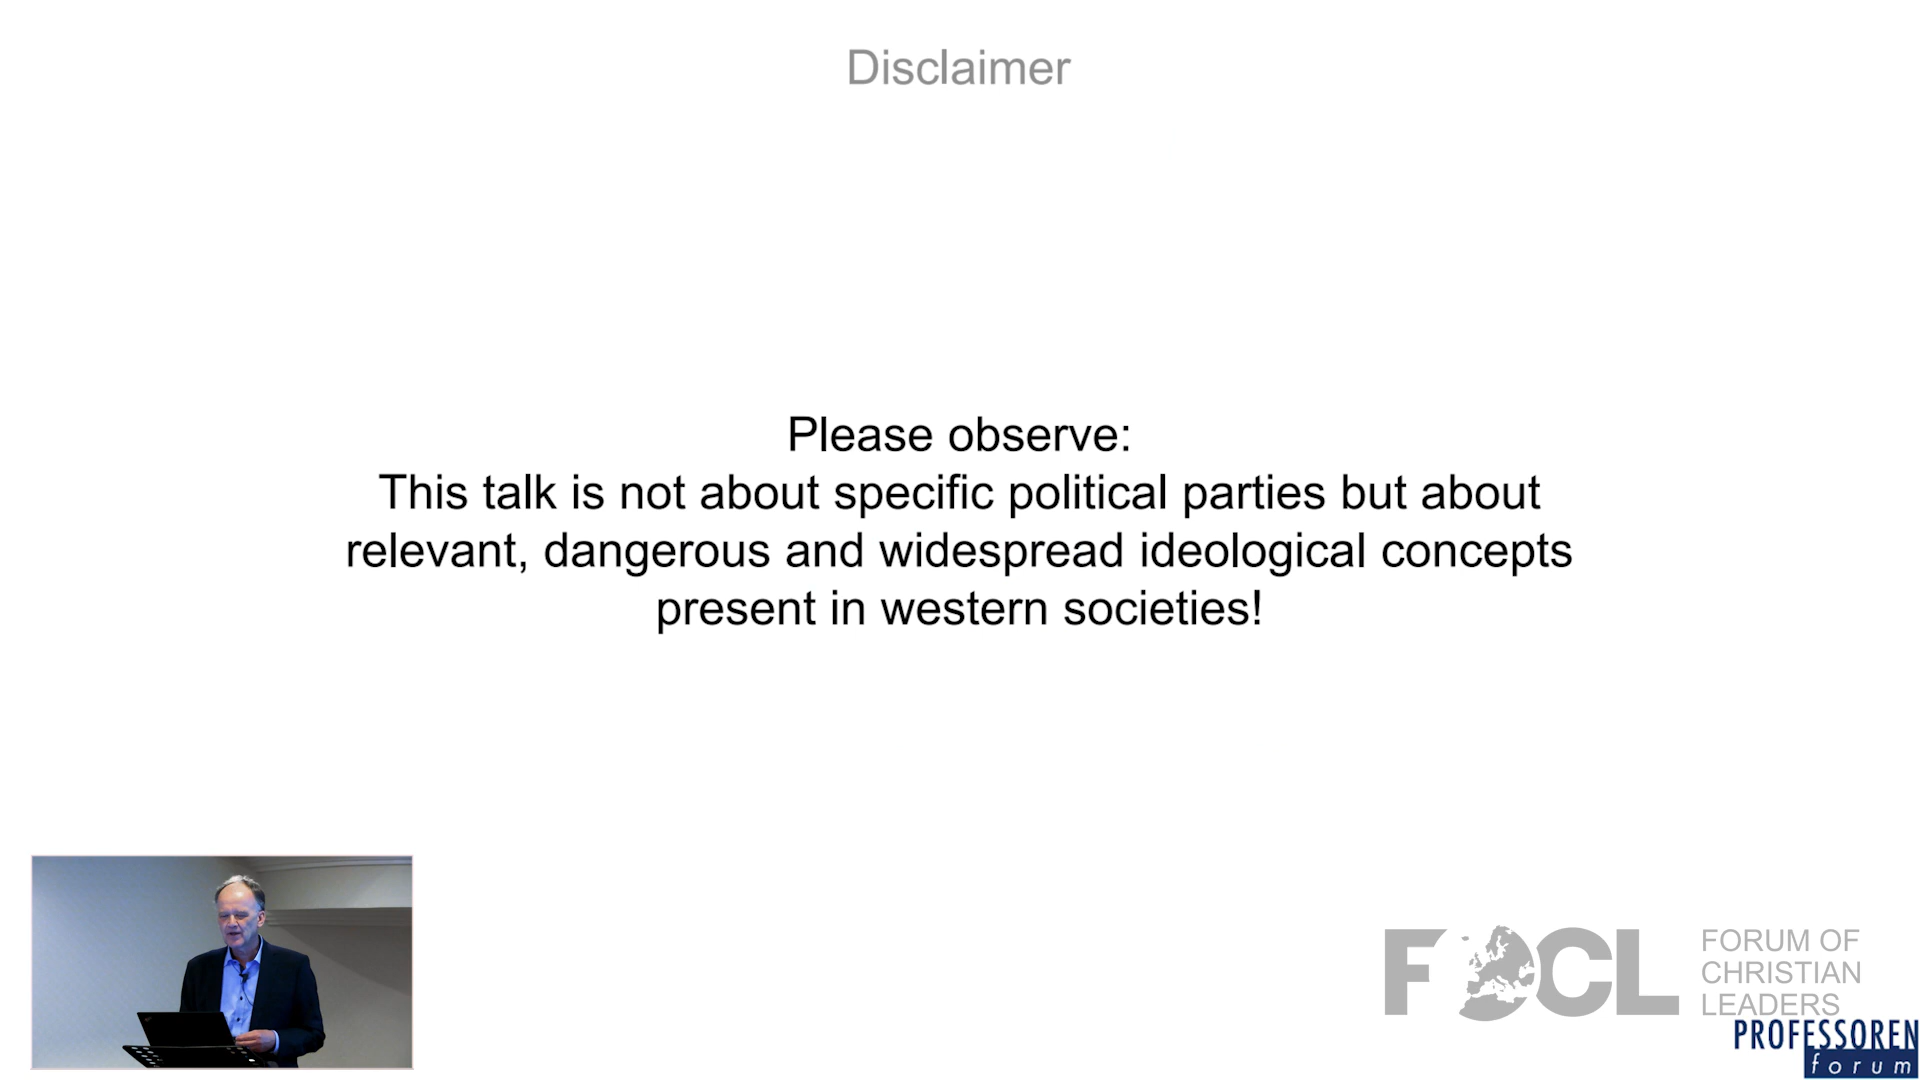 Disclaimer
Please observe:
This talk is not about specific political parties but about
relevant, dangerous and widespread ideological concepts
present in western societies!
FOCL
FORUM OF
CHRISTIAN
LEADERS
PROFESSOREN
forum